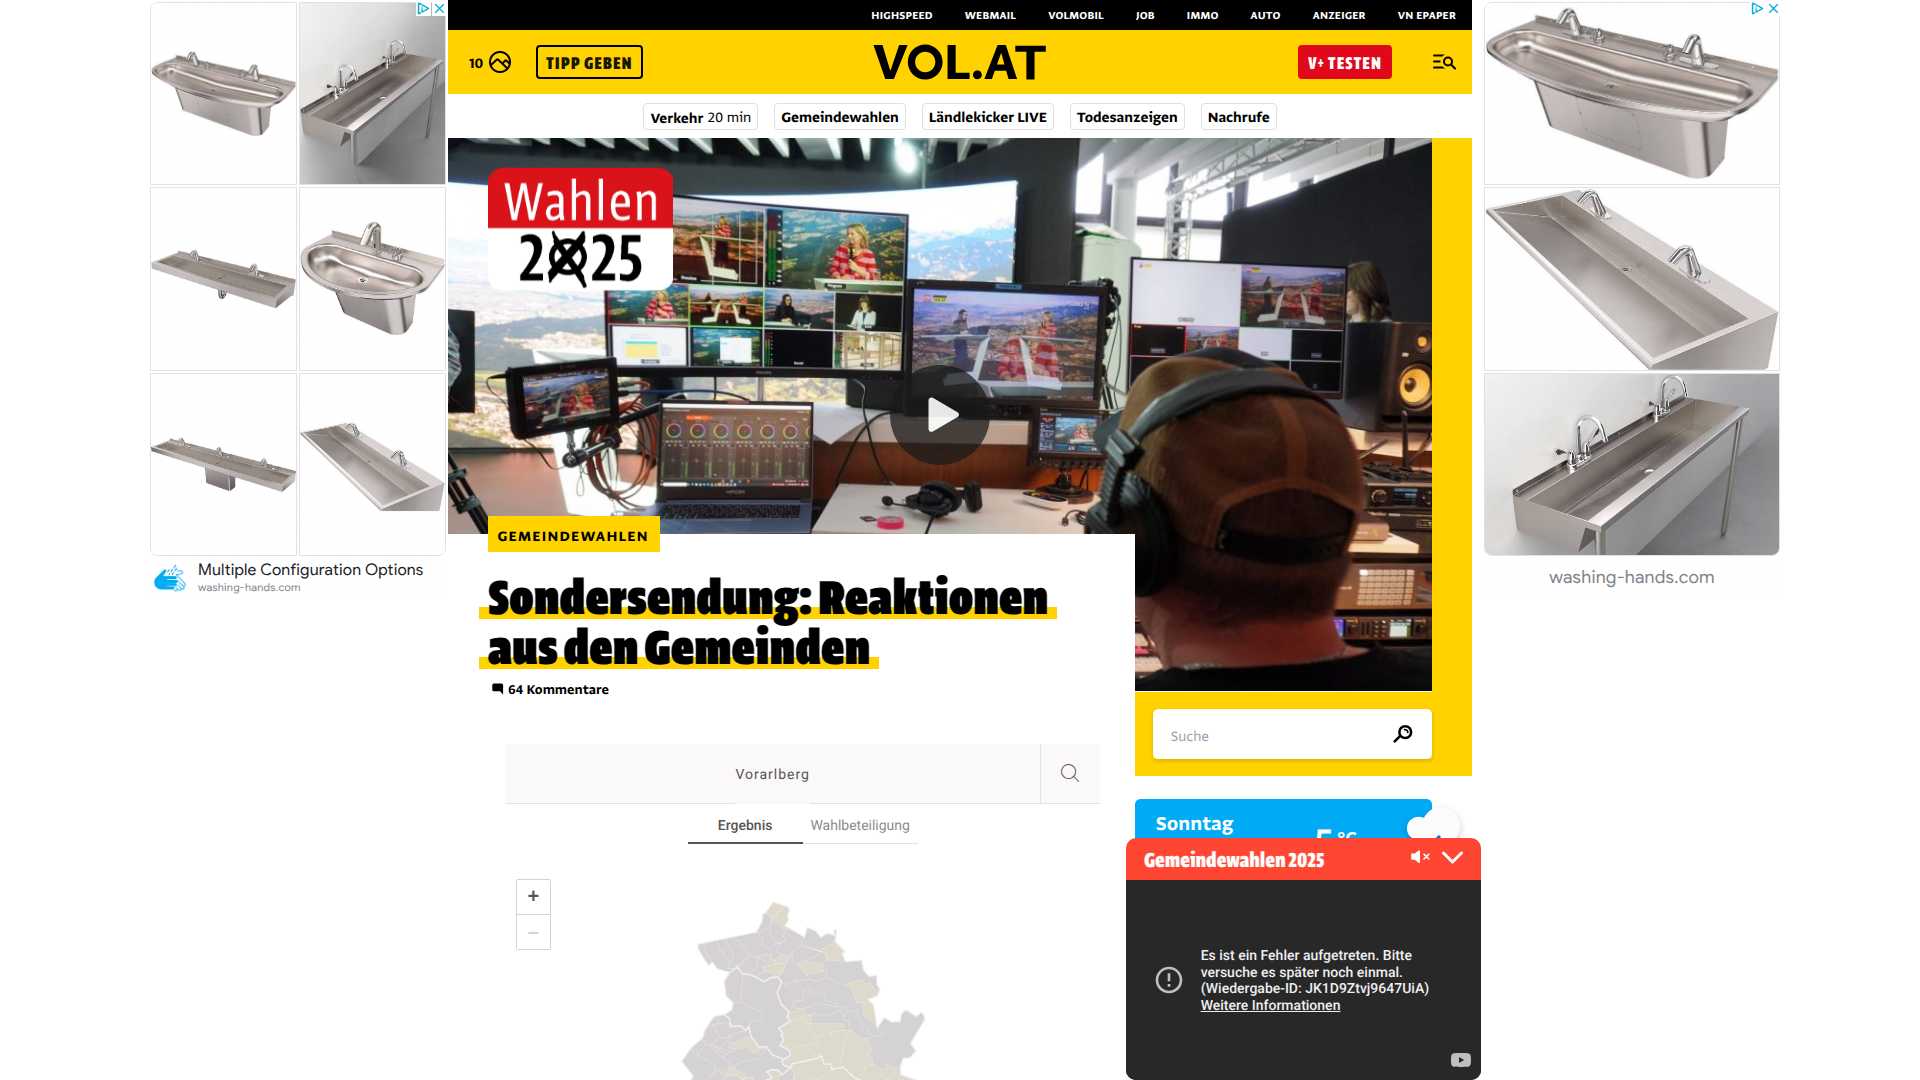 HIGHSPEED WEBMAIL VOLMOBIL JOB IMMO AUTO ANZEIGER VN EPAPER
10 TIPP GEBEN VOL.AT V+ TESTEN
Verkehr 20 min Gemeindewahlen Ländlekicker LIVE Todesanzeigen Nachrufe
Wahlen
2025
GEMEINDEWAHLEN
Sondersendung: Reaktionen
aus den Gemeinden
64 Kommentare
Suche
Vorarlberg
Ergebnis Wahlbeteiligung
+
−
Sonntag
Gemeindewahlen 2025
Es ist ein Fehler aufgetreten. Bitte
versuche es später noch einmal.
(Wiedergabe-ID: JK1D9Ztvj9647UiA)
Weitere Informationen
Multiple Configuration Options
washing-hands.com
washing-hands.com